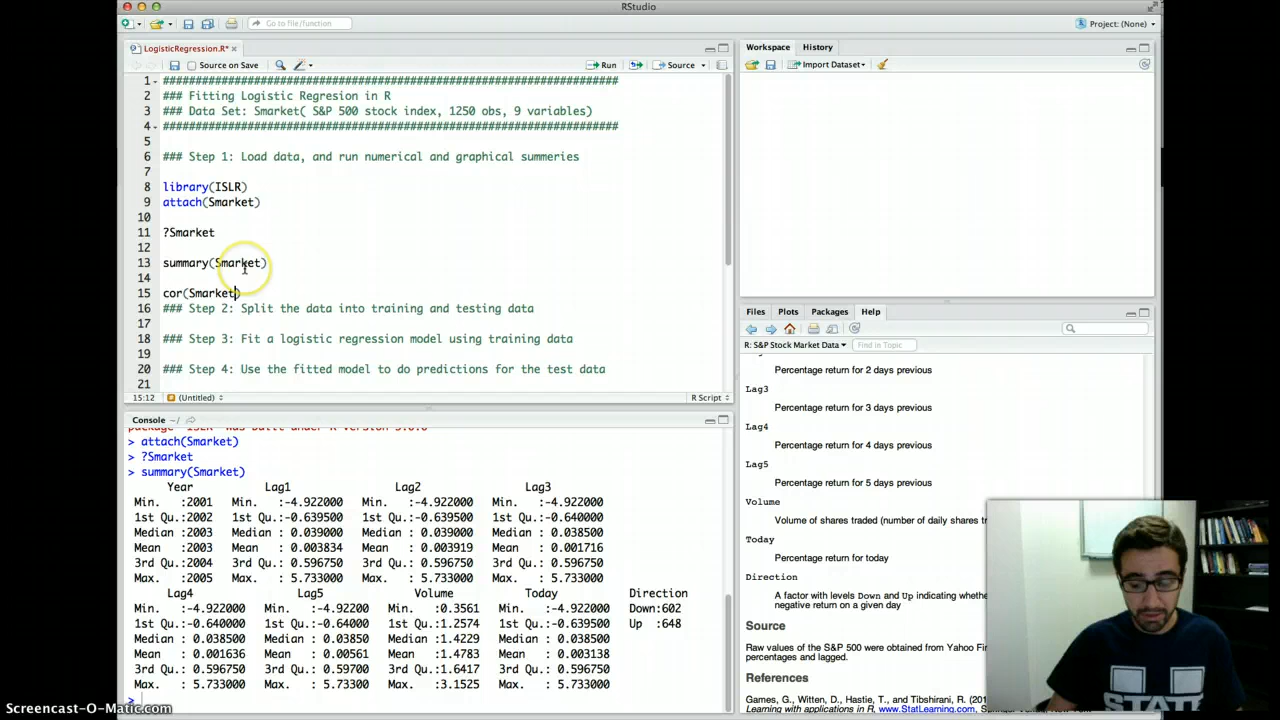 RStudio
Go to file/function
Project: (None)
LogisticRegression.R*
Source on Save
Run
Source
1 ####################################################################
2 ### Fitting Logistic Regresion in R
3 ### Data Set: Smarket( S&P 500 stock index, 1250 obs, 9 variables)
4 ####################################################################
5
6 ### Step 1: Load data, and run numerical and graphical summeries
7
8 library(ISLR)
9 attach(Smarket)
10
11 ?Smarket
12
13 summary(Smarket)
14
15 cor(Smarket)
16 ### Step 2: Split the data into training and testing data
17
18 ### Step 3: Fit a logistic regression model using training data
19
20 ### Step 4: Use the fitted model to do predictions for the test data
21
15:12 (Untitled) R Script
Console ~/
> attach(Smarket)
> ?Smarket
> summary(Smarket)
Year Lag1 Lag2 Lag3
Min. :2001 Min. :-4.922000 Min. :-4.922000 Min. :-4.922000
1st Qu.:2002 1st Qu.:-0.639500 1st Qu.:-0.639500 1st Qu.:-0.640000
Median :2003 Median : 0.039000 Median : 0.039000 Median : 0.038500
Mean :2003 Mean : 0.003834 Mean : 0.003919 Mean : 0.001716
3rd Qu.:2004 3rd Qu.: 0.596750 3rd Qu.: 0.596750 3rd Qu.: 0.596750
Max. :2005 Max. : 5.733000 Max. : 5.733000 Max. : 5.733000
Lag4 Lag5 Volume Today Direction
Min. :-4.922000 Min. :-4.92200 Min. :0.3561 Min. :-4.922000 Down:602
1st Qu.:-0.640000 1st Qu.:-0.64000 1st Qu.:1.2574 1st Qu.:-0.639500 Up :648
Median : 0.038500 Median : 0.03850 Median :1.4229 Median : 0.038500
Mean : 0.001636 Mean : 0.00561 Mean :1.4783 Mean : 0.003138
3rd Qu.: 0.596750 3rd Qu.: 0.59700 3rd Qu.:1.6417 3rd Qu.: 0.596750
Max. : 5.733000 Max. : 5.73300 Max. :3.1525 Max. : 5.733000
>
Workspace History
Import Dataset
Files Plots Packages Help
R: S&P Stock Market Data Find in Topic
Percentage return for 2 days previous
Lag3
Percentage return for 3 days previous
Lag4
Percentage return for 4 days previous
Lag5
Percentage return for 5 days previous
Volume
Volume of shares traded (number of daily shares
Today
Percentage return for today
Direction
A factor with levels Down and Up indicating
negative return on a given day
Source
Raw values of the S&P 500 were obtained from Yahoo
percentages and lagged.
References
Games, G., Witten, D., Hastie, T., and Tibshirani, R.
Learning with applications in R, www.StatLearning.com,
STAT
Screencast-O-Matic.com